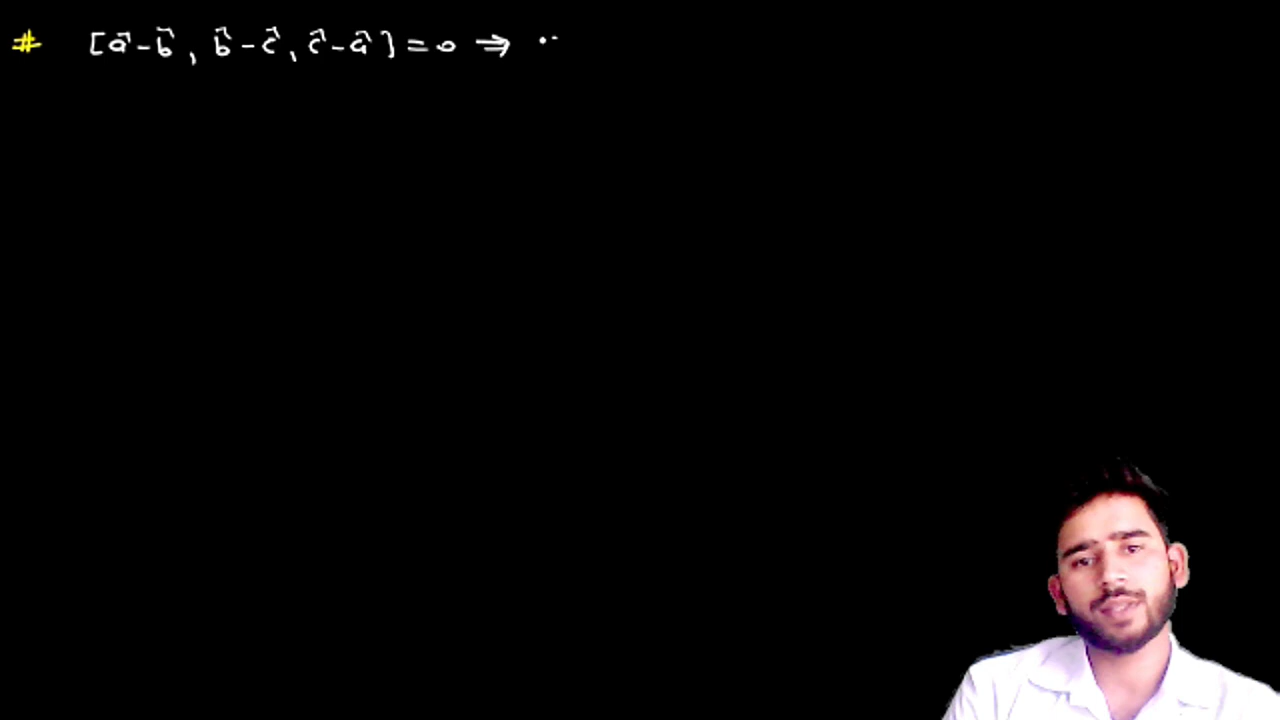 # [a⃗-b⃗, b⃗-c⃗, c⃗-a⃗] = 0 ⇒ ..